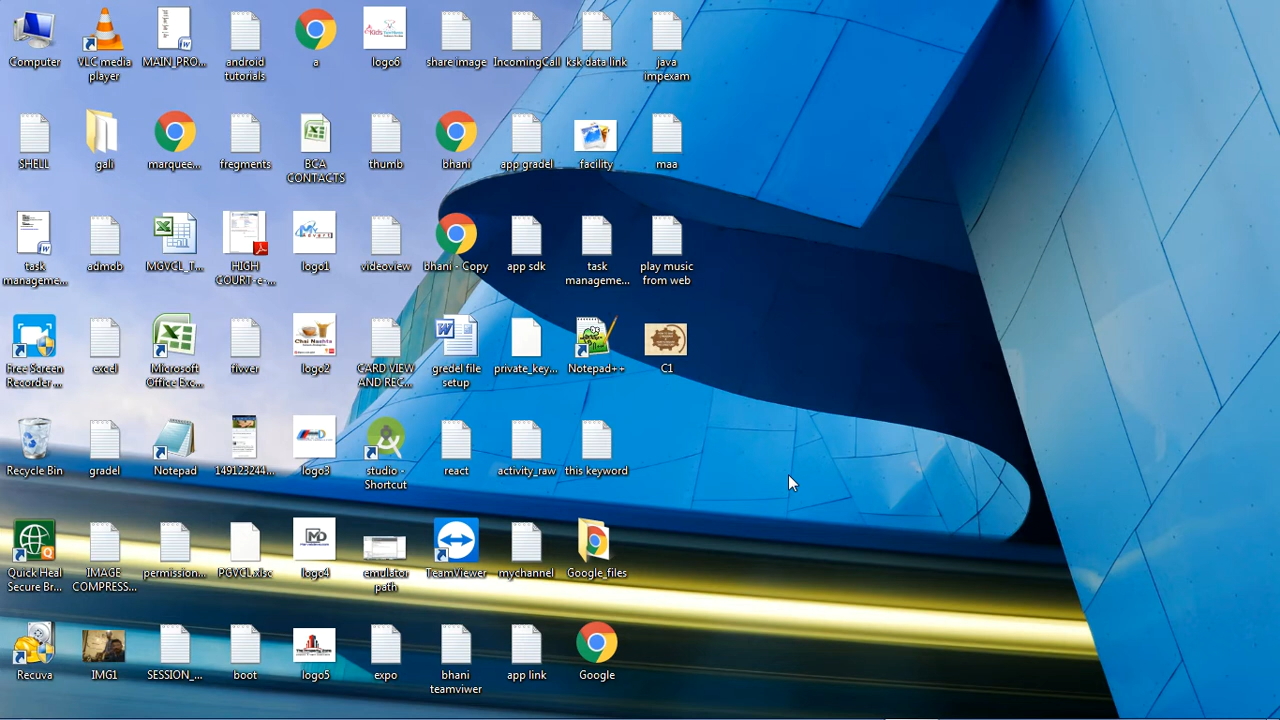 Computer
VLC media
player
MAIN_PRO...
android
tutorials
a
logo6
share image
IncomingCall
ksk data link
java
impexam
SHELL
gali
marquee...
fregments
BCA
CONTACTS
thumb
bhani
app gradel
facility
maa
task
manageme...
admob
MGVCL_T...
HIGH
COURT-e-...
logo1
videoview
bhani - Copy
app sdk
task
manageme...
play music
from web
Free Screen
Recorder ...
excel
Microsoft
Office Exc...
fivver
logo2
CARD VIEW
AND REC...
gredel file
setup
private_key...
Notepad++
C1
Recycle Bin
gradel
Notepad
149123244...
logo3
studio -
Shortcut
react
activity_raw
this keyword
Quick Heal
Secure Br...
IMAGE
COMPRESS...
permission...
PGVCL.xlsc
logo4
emulator
path
TeamViewer
mychannel
Google_files
Recuva
IMG1
SESSION_...
boot
logo5
expo
bhani
teamviwer
app link
Google